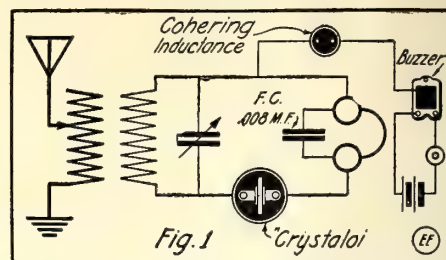 Cohering
Inductance
Buzzer
F.C.
.008 M.F.
Fig. 1
"Crystaloi
EF